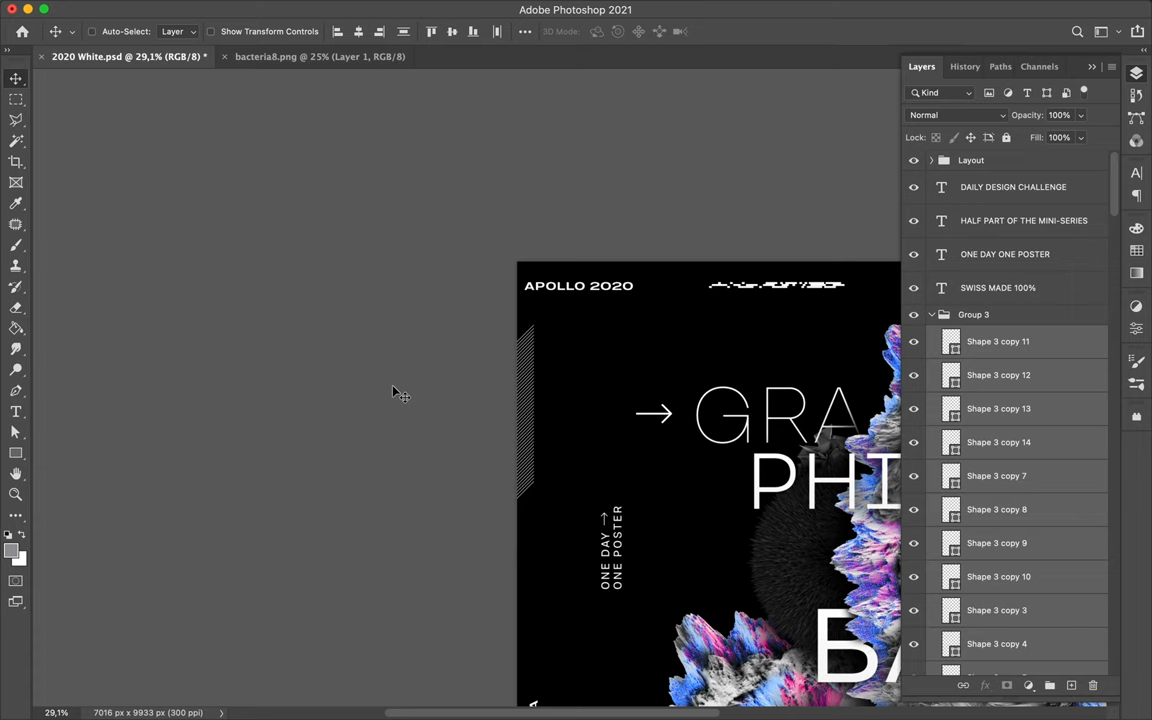 Adobe Photoshop 2021
Auto-Select: Layer Show Transform Controls 3D Mode:
2020 White.psd @ 29,1% (RGB/8) * bacteria8.png @ 25% (Layer 1, RGB/8)
Layers History Paths Channels
Kind
Normal Opacity: 100%
Lock: Fill: 100%
Layout
DAILY DESIGN CHALLENGE
HALF PART OF THE MINI-SERIES
ONE DAY ONE POSTER
SWISS MADE 100%
Group 3
Shape 3 copy 11
Shape 3 copy 12
Shape 3 copy 13
Shape 3 copy 14
Shape 3 copy 7
Shape 3 copy 8
Shape 3 copy 9
Shape 3 copy 10
Shape 3 copy 3
Shape 3 copy 4
APOLLO 2020
→ GRA
PHI
ONE DAY →
ONE POSTER
BA
A
29,1% 7016 px x 9933 px (300 ppi)